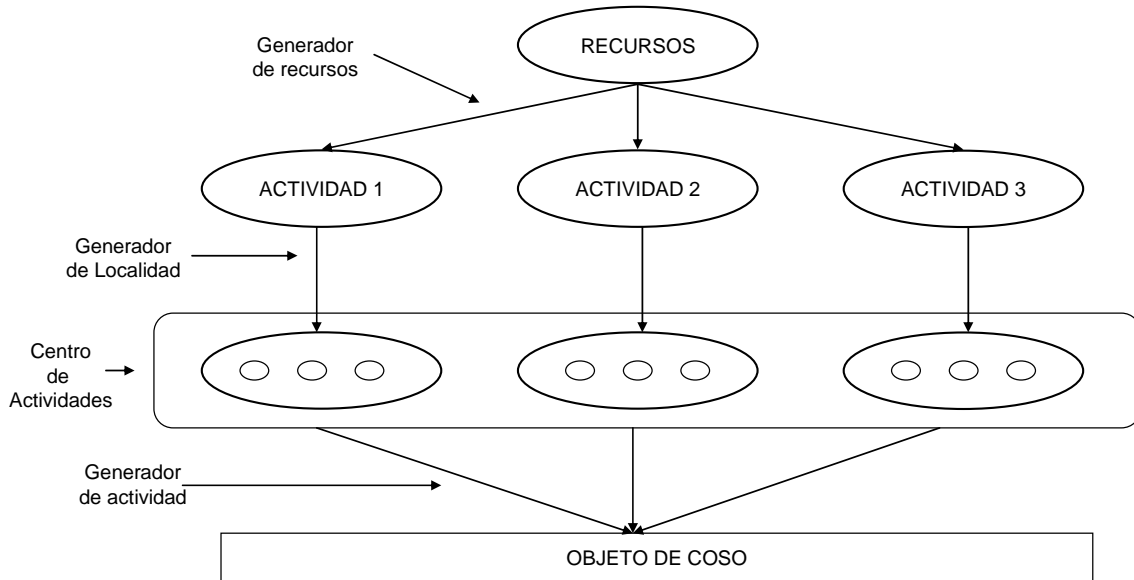 Generador
de recursos
RECURSOS
ACTIVIDAD 1
ACTIVIDAD 2
ACTIVIDAD 3
Generador
de Localidad
Centro
de
Actividades
Generador
de actividad
OBJETO DE COSO